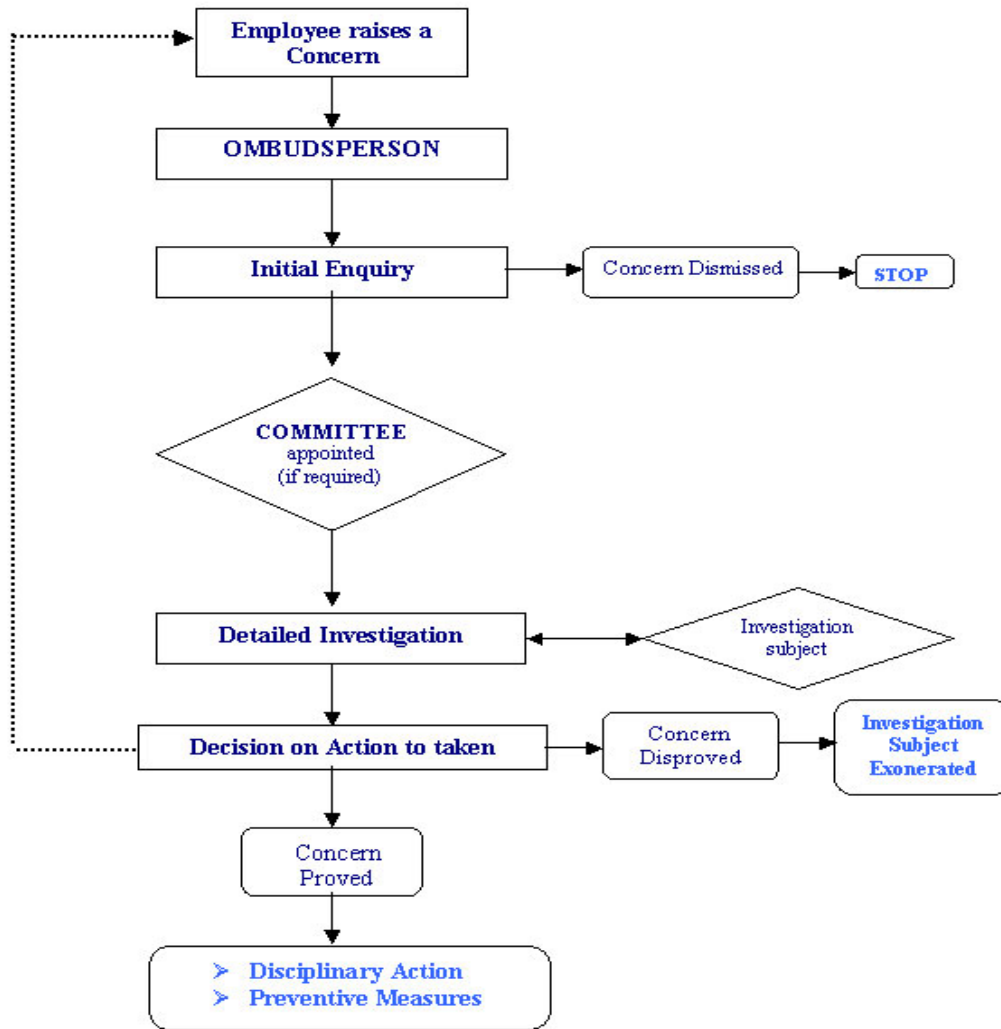 Employee raises a
Concern
OMBUDSPERSON
Initial Enquiry
Concern Dismissed
STOP
COMMITTEE
appointed
(if required)
Detailed Investigation
Investigation
subject
Decision on Action to taken
Concern
Disproved
Investigation
Subject
Exonerated
Concern
Proved
➢ Disciplinary Action
➢ Preventive Measures